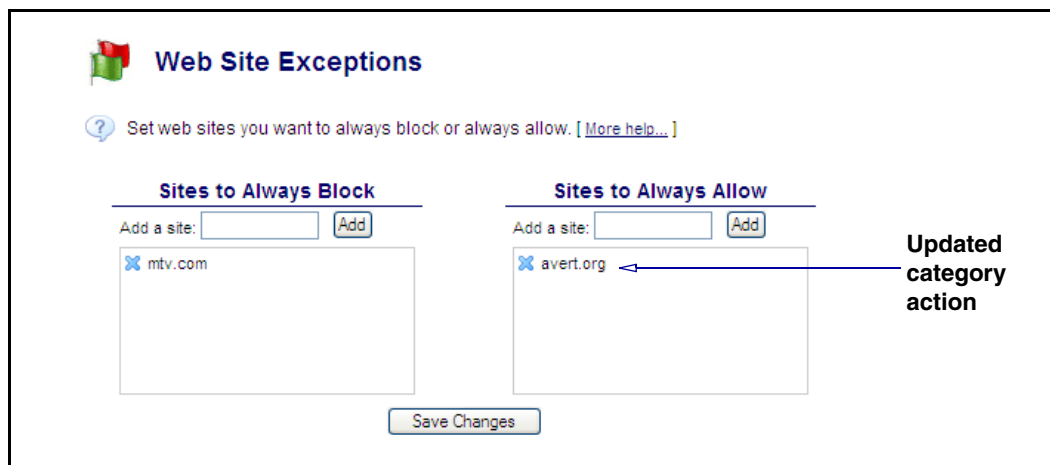 Web Site Exceptions
Set web sites you want to always block or always allow. [ More help... ]
Sites to Always Block
Add a site: Add
mtv.com
Sites to Always Allow
Add a site: Add
avert.org
Updated
category
action
Save Changes